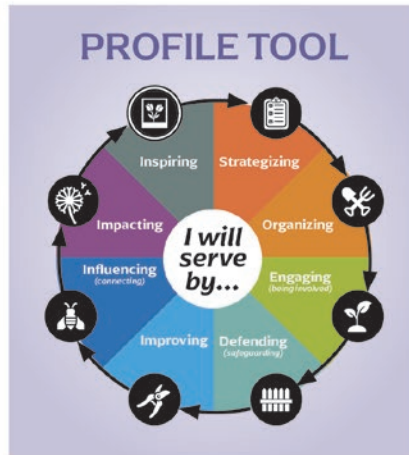 PROFILE TOOL
Inspiring
Strategizing
Organizing
Engaging
(being involved)
Defending
(safeguarding)
Improving
Influencing
(connecting)
Impacting
I will
serve
by...